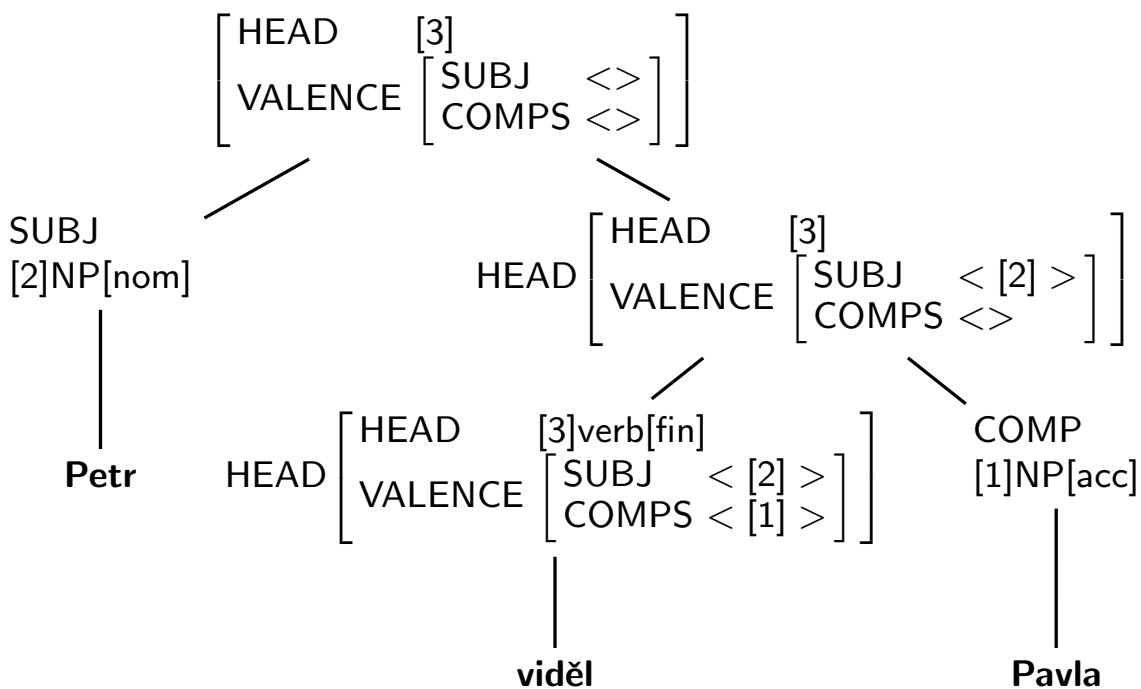 HEAD [3]
VALENCE [SUBJ <>
COMPS <>]
SUBJ
[2]NP[nom]
HEAD
HEAD [3]
VALENCE [SUBJ < [2] >
COMPS <>]
HEAD
HEAD [3]verb[fin]
VALENCE [SUBJ < [2] >
COMPS < [1] >]
COMP
[1]NP[acc]
Petr
viděl
Pavla